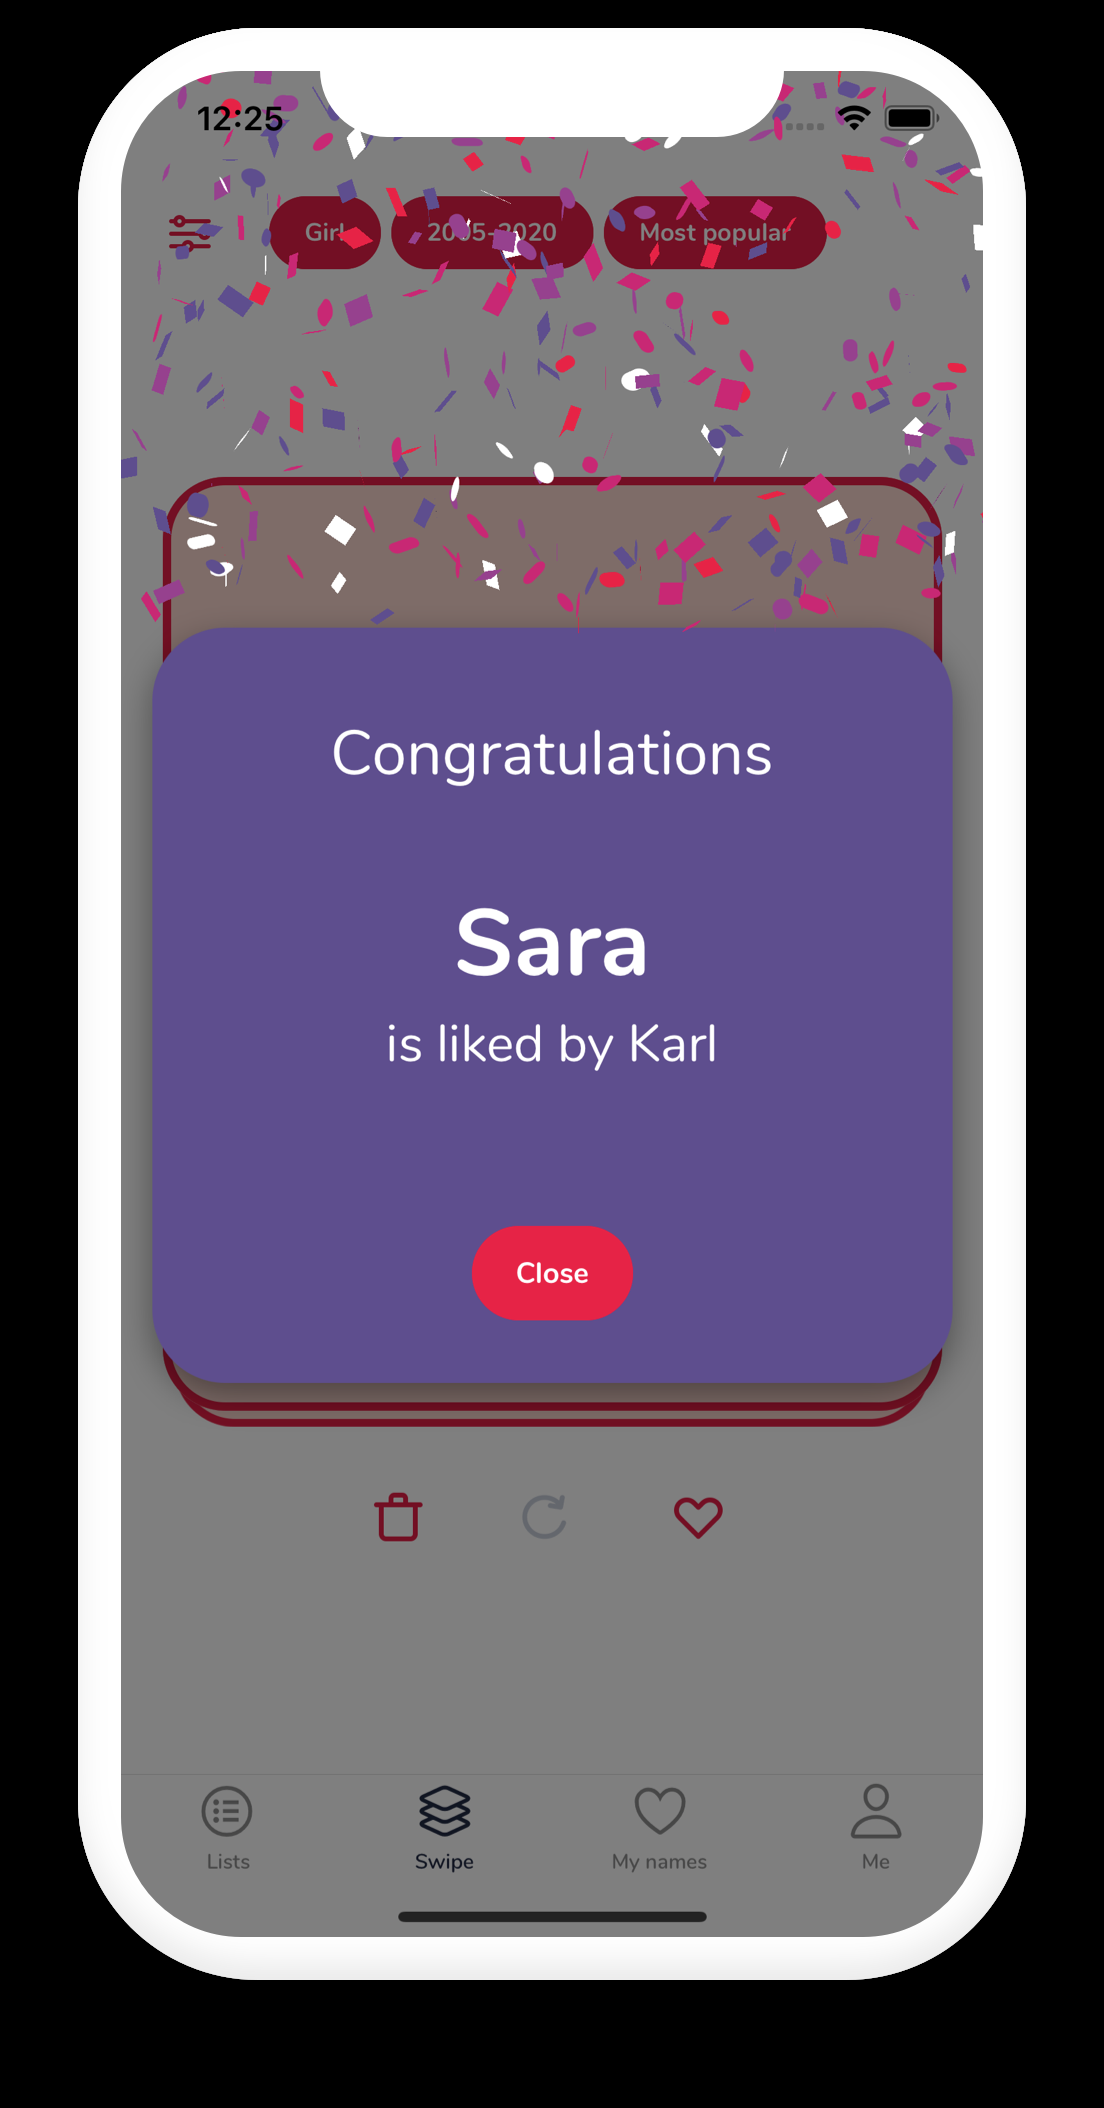 12:25
Girl 2005-2020 Most popular
Congratulations
Sara
is liked by Karl
Close
Lists Swipe My names Me